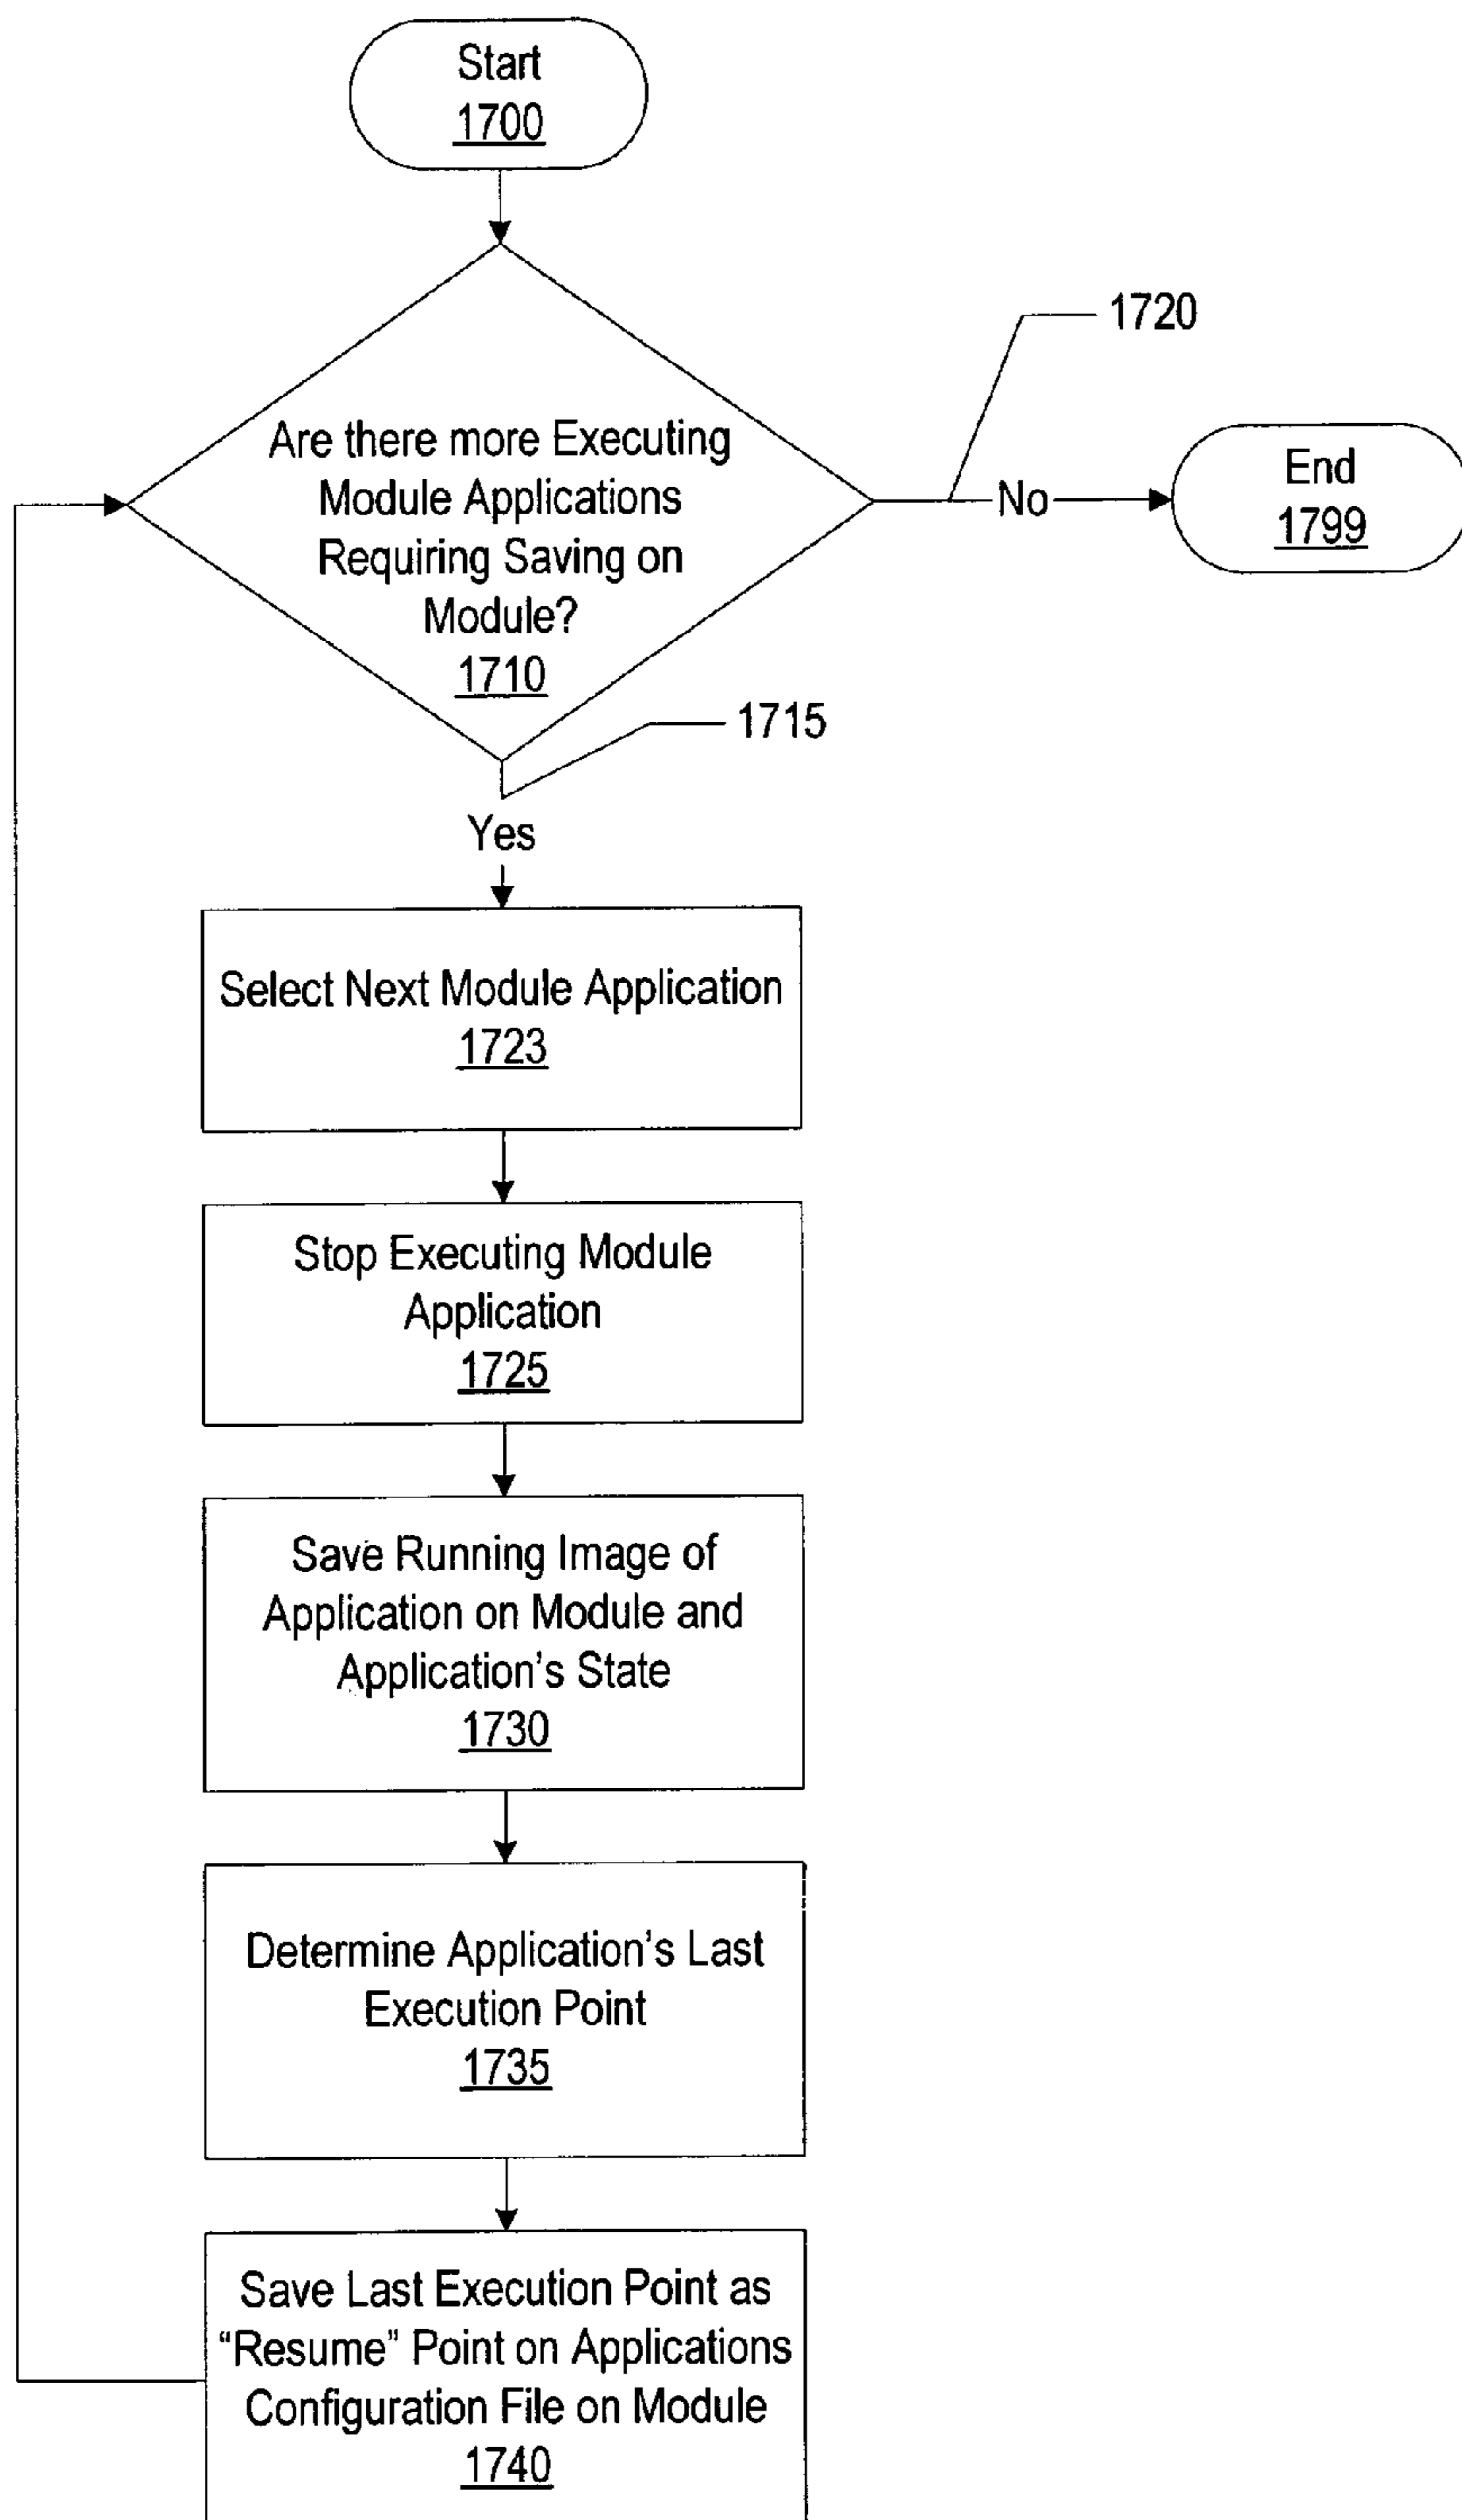 Start
1700
1720
Are there more Executing
Module Applications
Requiring Saving on
Module?
1710
No
End
1799
1715
Yes
Select Next Module Application
1723
Stop Executing Module
Application
1725
Save Running Image of
Application on Module and
Application's State
1730
Determine Application's Last
Execution Point
1735
Save Last Execution Point as
“Resume” Point on Applications
Configuration File on Module
1740